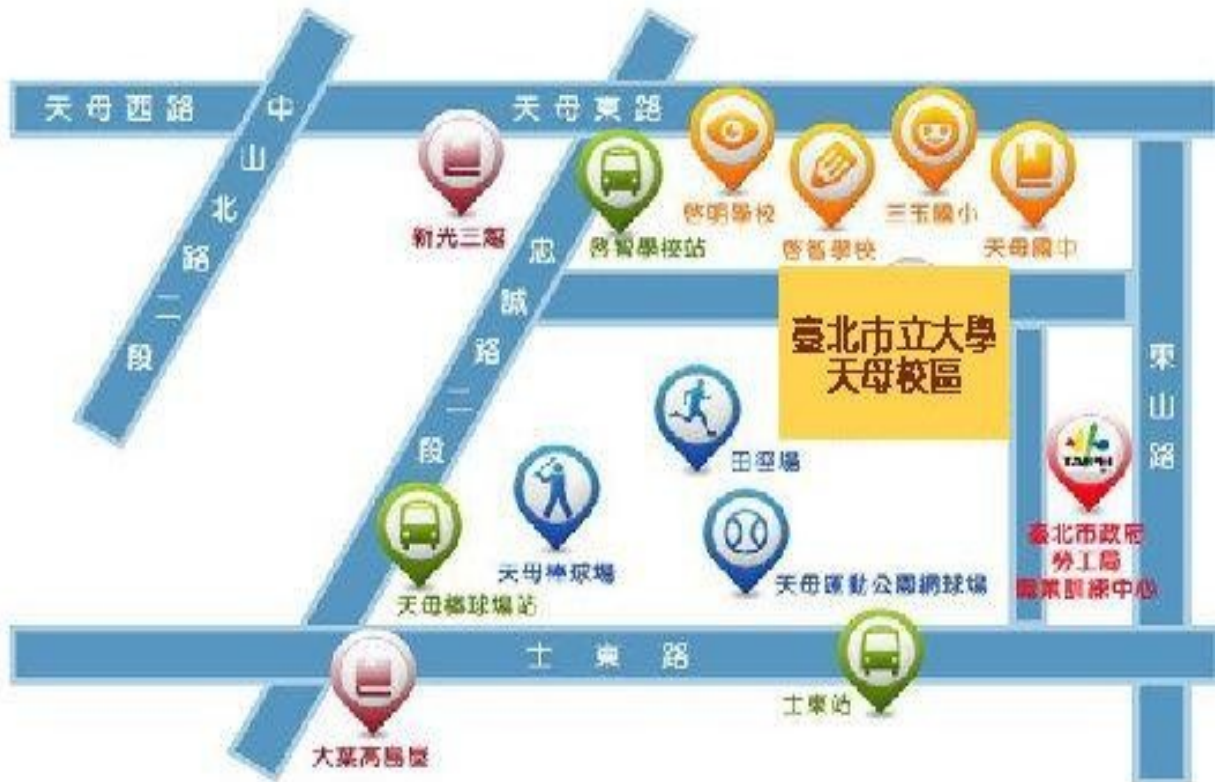 天母西路
中山北路二段
天母東路
新光三越
啓智學校站
啓明學校
啓智學校
三玉國小
天母國中
忠誠路二段
臺北市立大學
天母校區
東山路
田徑場
天母棒球場
天母運動公園網球場
天母棒球場站
臺北市政府
勞工局
職業訓練中心
士東路
士東站
大葉高島屋